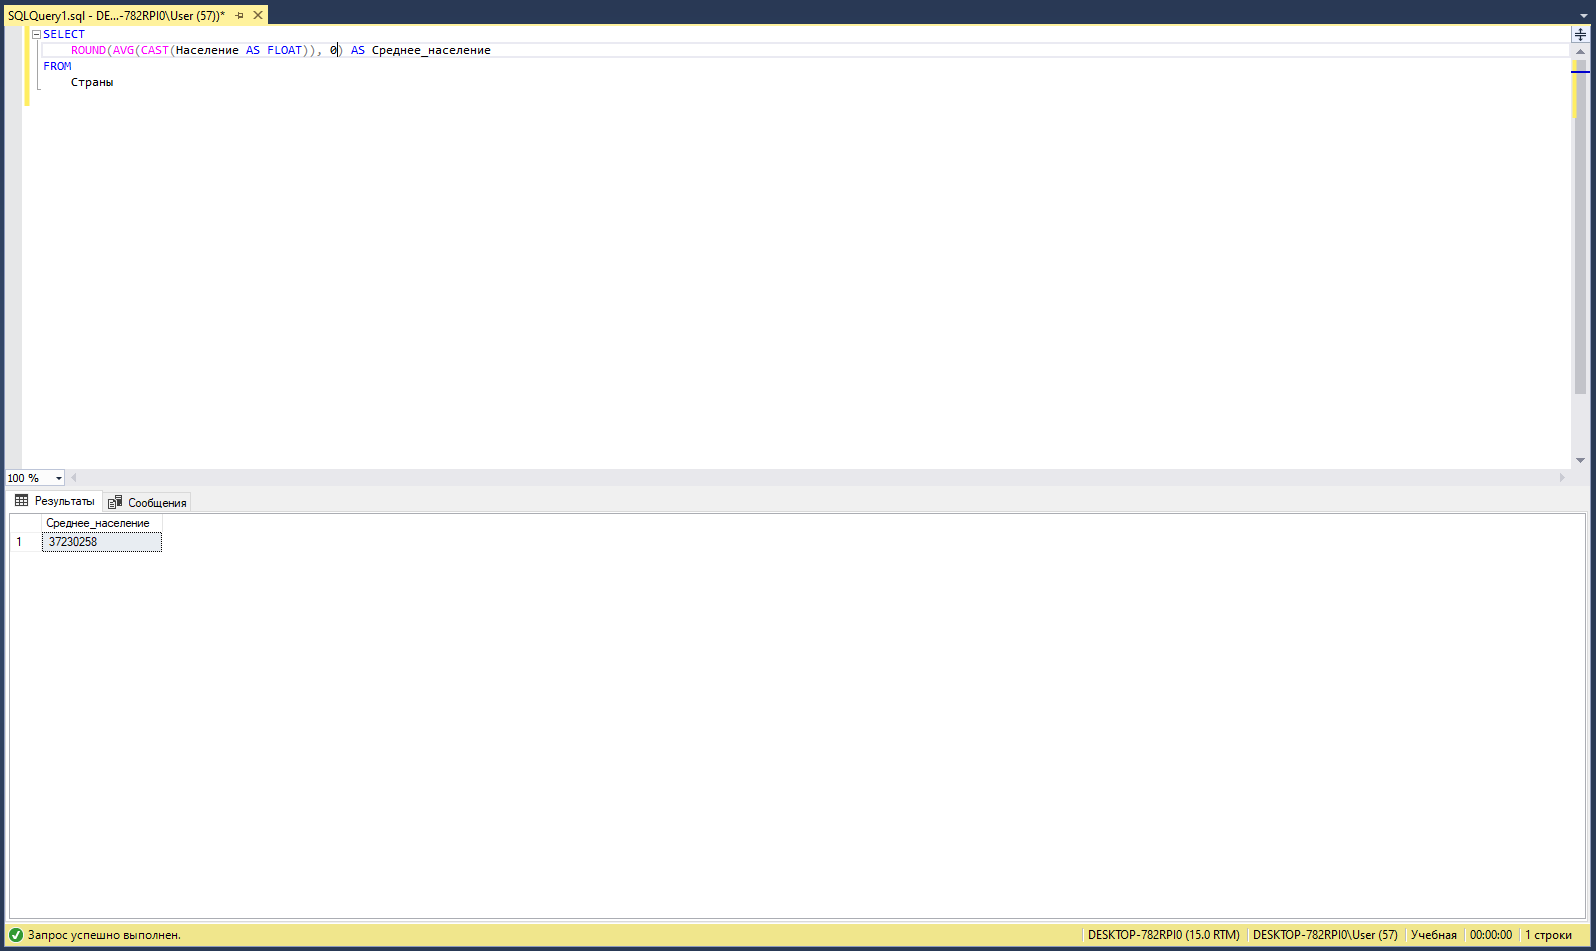 SQLQuery1.sql - DE...-782RPI0\User (57))*
SELECT
ROUND(AVG(CAST(Население AS FLOAT)), 0) AS Среднее_население
FROM
Страны
100 %
Результаты Сообщения
Среднее_население
1 37230258
Запрос успешно выполнен. DESKTOP-782RPI0 (15.0 RTM) DESKTOP-782RPI0\User (57) Учебная 00:00:00 1 строки